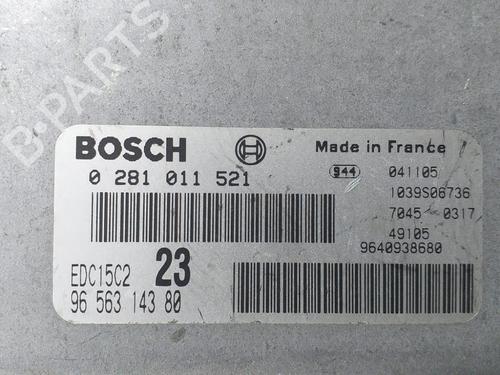 B-PARTS
BOSCH
Made in France
0 281 011 521
944
041105
1039S06736
7045 0317
49105
9640938680
EDC15C2
23
96 563 143 80